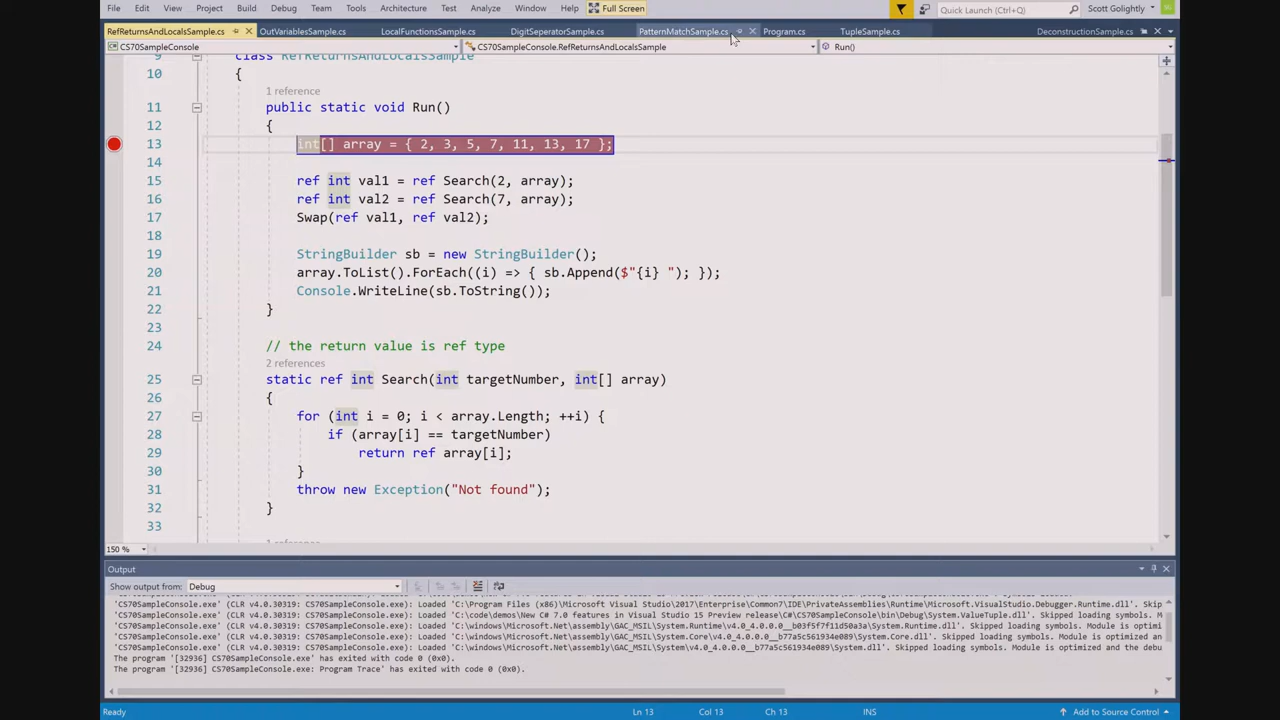 File Edit View Project Build Debug Team Tools Architecture Test Analyze Window Help Full Screen Quick Launch (Ctrl+Q) Scott Golightly
RefReturnsAndLocalsSample.cs OutVariablesSample.cs LocalFunctionsSample.cs DigitSeperatorSample.cs PatternMatchSample.cs Program.cs TupleSample.cs DeconstructionSample.cs
CS70SampleConsole CS70SampleConsole.RefReturnsAndLocalsSample Run()
9 class RefReturnsAndLocalsSample
10 {
1 reference
11 public static void Run()
12 {
13 int[] array = { 2, 3, 5, 7, 11, 13, 17 };
14
15 ref int val1 = ref Search(2, array);
16 ref int val2 = ref Search(7, array);
17 Swap(ref val1, ref val2);
18
19 StringBuilder sb = new StringBuilder();
20 array.ToList().ForEach((i) => { sb.Append($"{i} "); });
21 Console.WriteLine(sb.ToString());
22 }
23
24 // the return value is ref type
2 references
25 static ref int Search(int targetNumber, int[] array)
26 {
27 for (int i = 0; i < array.Length; ++i) {
28 if (array[i] == targetNumber)
29 return ref array[i];
30 }
31 throw new Exception("Not found");
32 }
33
150 %
Output
Show output from: Debug
'CS70SampleConsole.exe' (CLR v4.0.30319: CS70SampleConsole.exe): Loaded 'C:\Program Files (x86)\Microsoft Visual Studio\2017\Enterprise\Common7\IDE\PrivateAssemblies\Runtime\Microsoft.VisualStudio.Debugger.Runtime.dll'. Skip
'CS70SampleConsole.exe' (CLR v4.0.30319: CS70SampleConsole.exe): Loaded 'C:\code\demos\New C# 7.0 features in Visual Studio 15 Preview release\C#\CS70SampleConsole\bin\Debug\System.ValueTuple.dll'. Skipped loading symbols. M
'CS70SampleConsole.exe' (CLR v4.0.30319: CS70SampleConsole.exe): Loaded 'C:\windows\Microsoft.Net\assembly\GAC_MSIL\System.Runtime\v4.0_4.0.0.0__b03f5f7f11d50a3a\System.Runtime.dll'. Skipped loading symbols. Module is optimi
'CS70SampleConsole.exe' (CLR v4.0.30319: CS70SampleConsole.exe): Loaded 'C:\windows\Microsoft.Net\assembly\GAC_MSIL\System.Core\v4.0_4.0.0.0__b77a5c561934e089\System.Core.dll'. Skipped loading symbols. Module is optimized an
'CS70SampleConsole.exe' (CLR v4.0.30319: CS70SampleConsole.exe): Loaded 'C:\windows\Microsoft.Net\assembly\GAC_MSIL\System\v4.0_4.0.0.0__b77a5c561934e089\System.dll'. Skipped loading symbols. Module is optimized and the debu
The program '[32936] CS70SampleConsole.exe' has exited with code 0 (0x0).
The program '[32936] CS70SampleConsole.exe: Program Trace' has exited with code 0 (0x0).
Ready Ln 13 Col 13 Ch 13 INS Add to Source Control